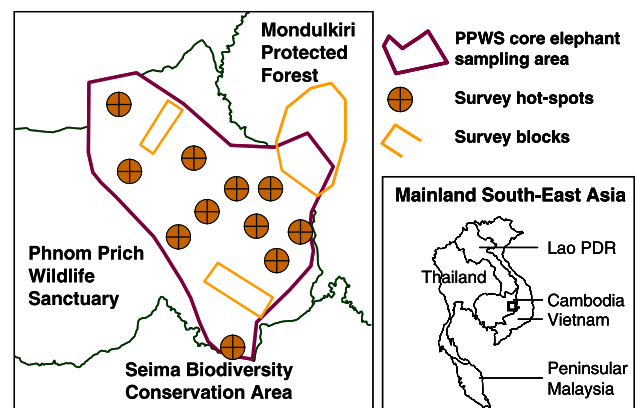 Mondulkiri
Protected
Forest
Phnom Prich
Wildlife
Sanctuary
Seima Biodiversity
Conservation Area
PPWS core elephant
sampling area
Survey hot-spots
Survey blocks
Mainland South-East Asia
Lao PDR
Thailand
Cambodia
Vietnam
Peninsular
Malaysia